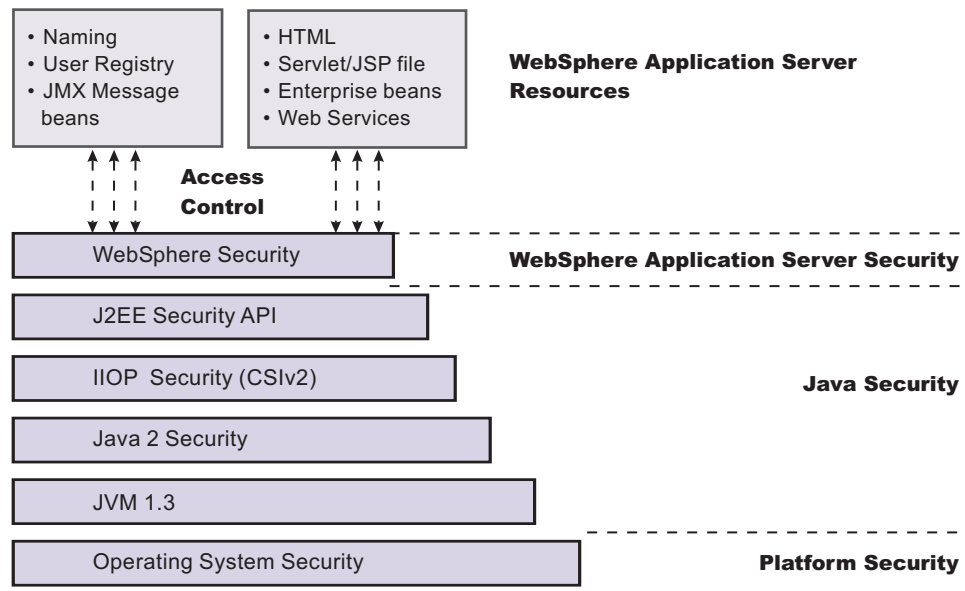 • Naming
• User Registry
• JMX Message
beans
• HTML
• Servlet/JSP file
• Enterprise beans
• Web Services
WebSphere Application Server
Resources
Access
Control
WebSphere Security
WebSphere Application Server Security
J2EE Security API
IIOP Security (CSIv2)
Java Security
Java 2 Security
JVM 1.3
Operating System Security
Platform Security